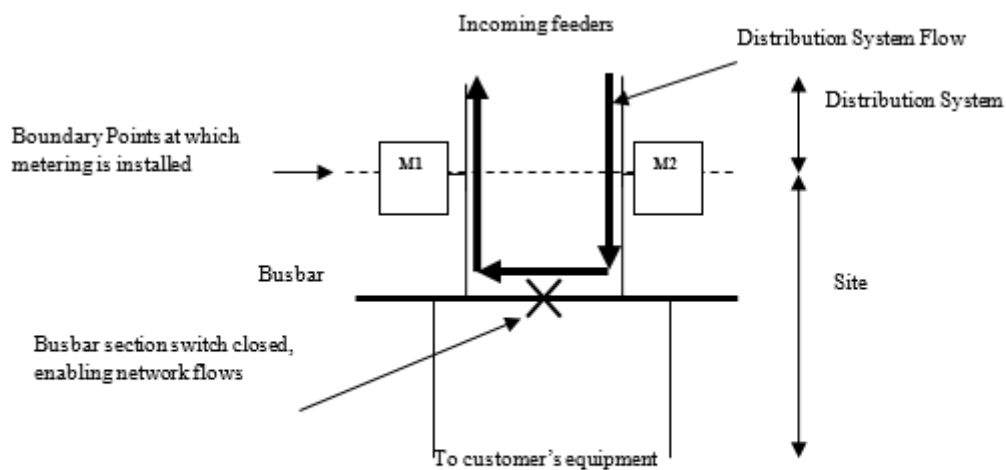 Incoming feeders
Distribution System Flow
Distribution System
Boundary Points at which
metering is installed
M1
M2
Busbar
Site
Busbar section switch closed,
enabling network flows
To customer's equipment